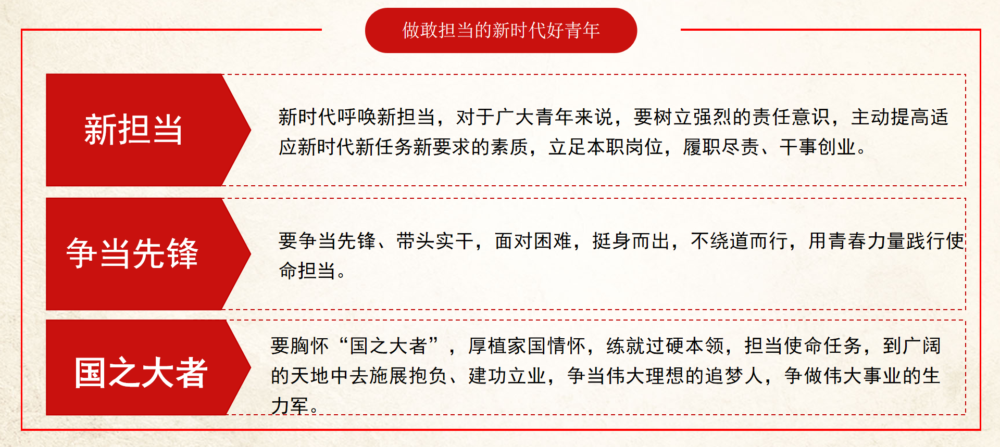 做敢担当的新时代好青年
新担当
新时代呼唤新担当，对于广大青年来说，要树立强烈的责任意识，主动提高适
应新时代新任务新要求的素质，立足本职岗位，履职尽责、干事创业。
争当先锋
要争当先锋、带头实干，面对困难，挺身而出，不绕道而行，用青春力量践行使
命担当。
国之大者
要胸怀“国之大者”，厚植家国情怀，练就过硬本领，担当使命任务，到广阔
的天地中去施展抱负、建功立业，争当伟大理想的追梦人，争做伟大事业的生
力军。